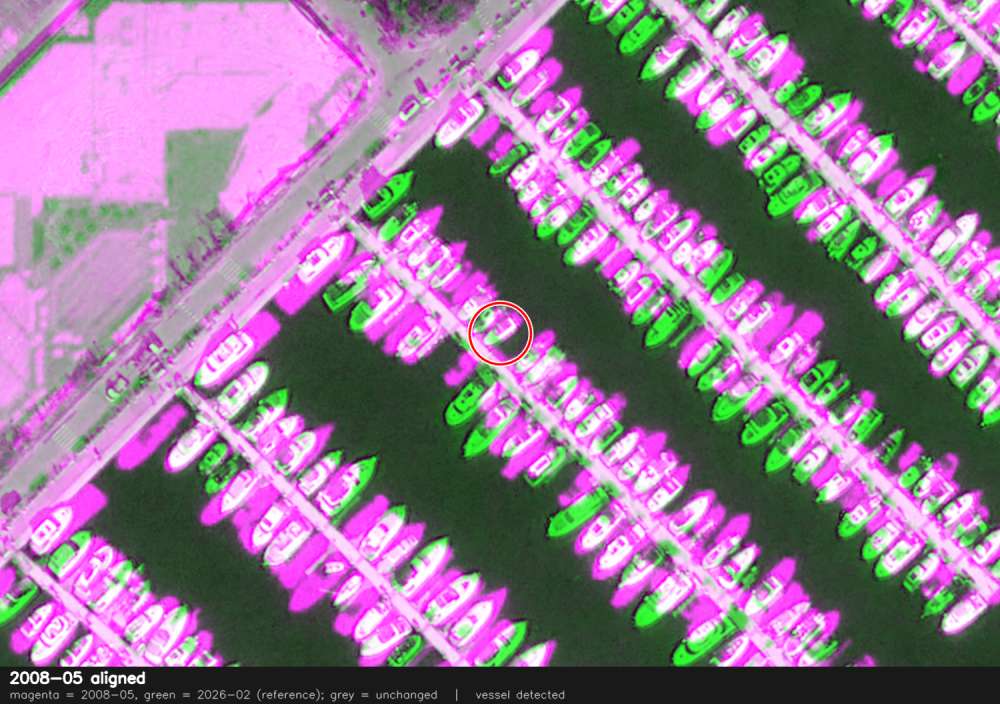 2008-05 aligned
magenta = 2008-05, green = 2026-02 (reference); grey = unchanged | vessel detected